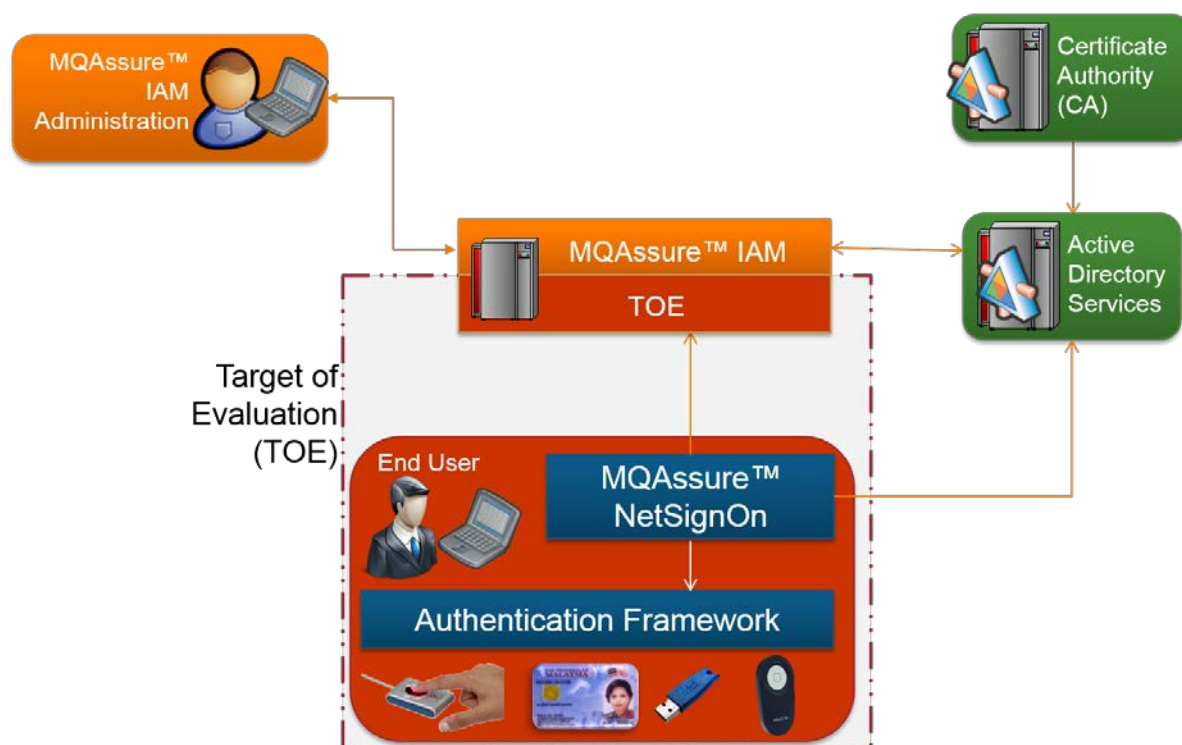 MQAssure™
IAM
Administration
Certificate
Authority
(CA)
MQAssure™ IAM
TOE
Active
Directory
Services
Target of
Evaluation
(TOE)
End User
MQAssure™
NetSignOn
Authentication Framework
MALAYSIA